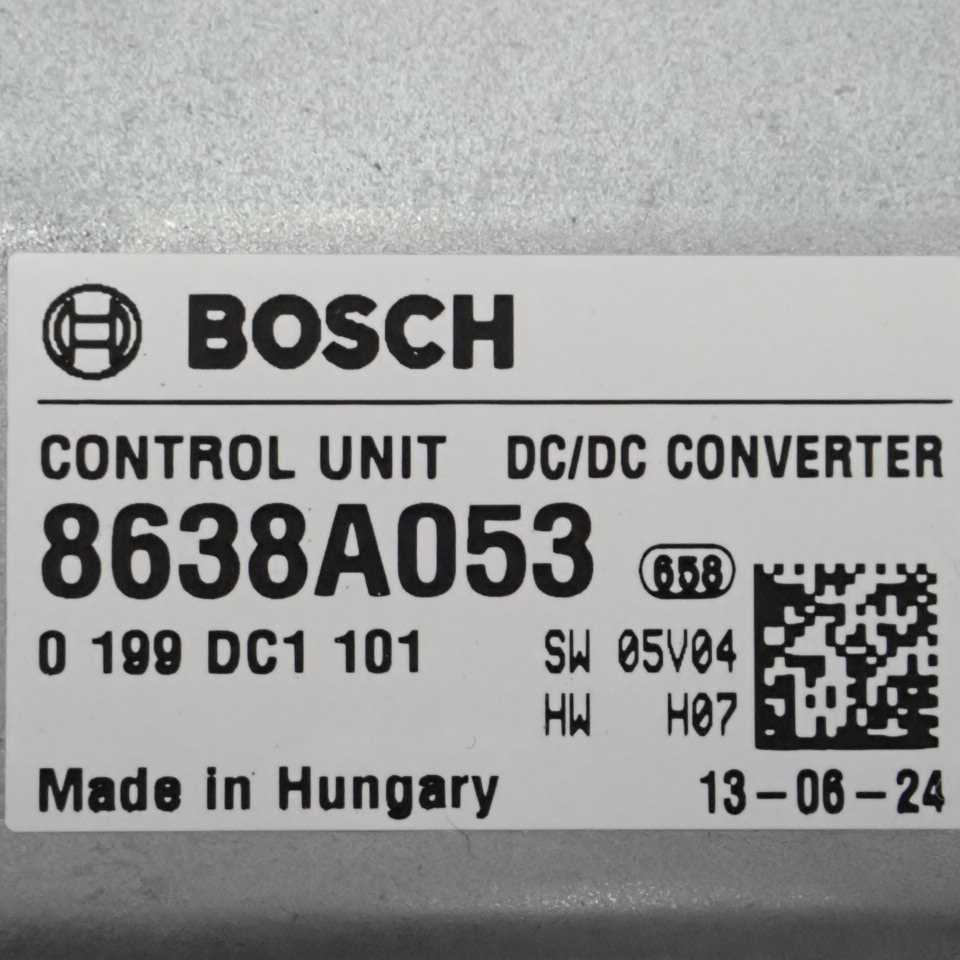 BOSCH
CONTROL UNIT DC/DC CONVERTER
8638A053 658
0 199 DC1 101 SW 05V04
HW H07
Made in Hungary 13-06-24